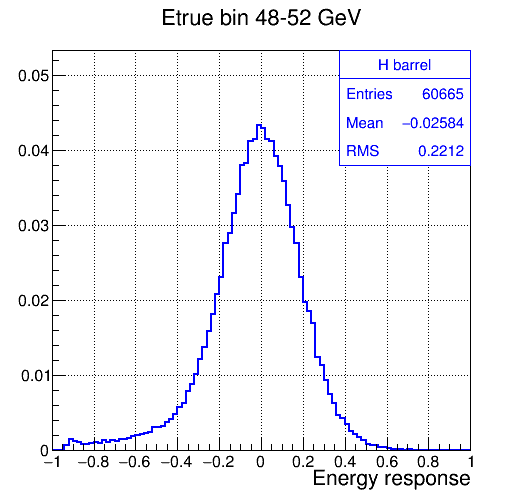 Etrue bin 48-52 GeV
H barrel
Entries 60665
Mean −0.02584
RMS 0.2212
0.05
0.04
0.03
0.02
0.01
0
−1 −0.8 −0.6 −0.4 −0.2 0 0.2 0.4 0.6 0.8 1
Energy response